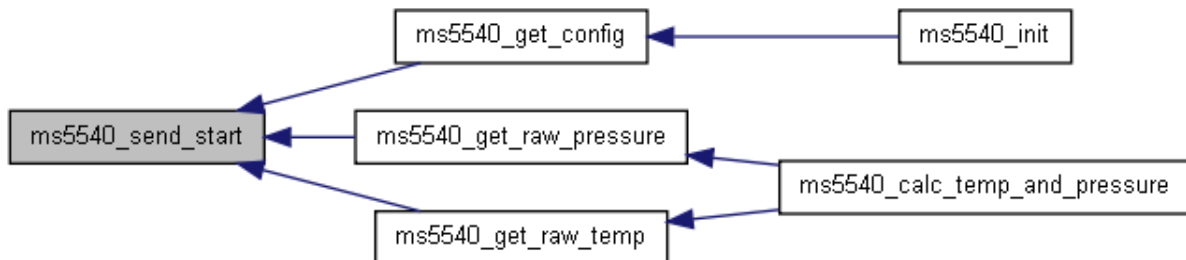 ms5540_get_config
ms5540_init
ms5540_send_start
ms5540_get_raw_pressure
ms5540_calc_temp_and_pressure
ms5540_get_raw_temp